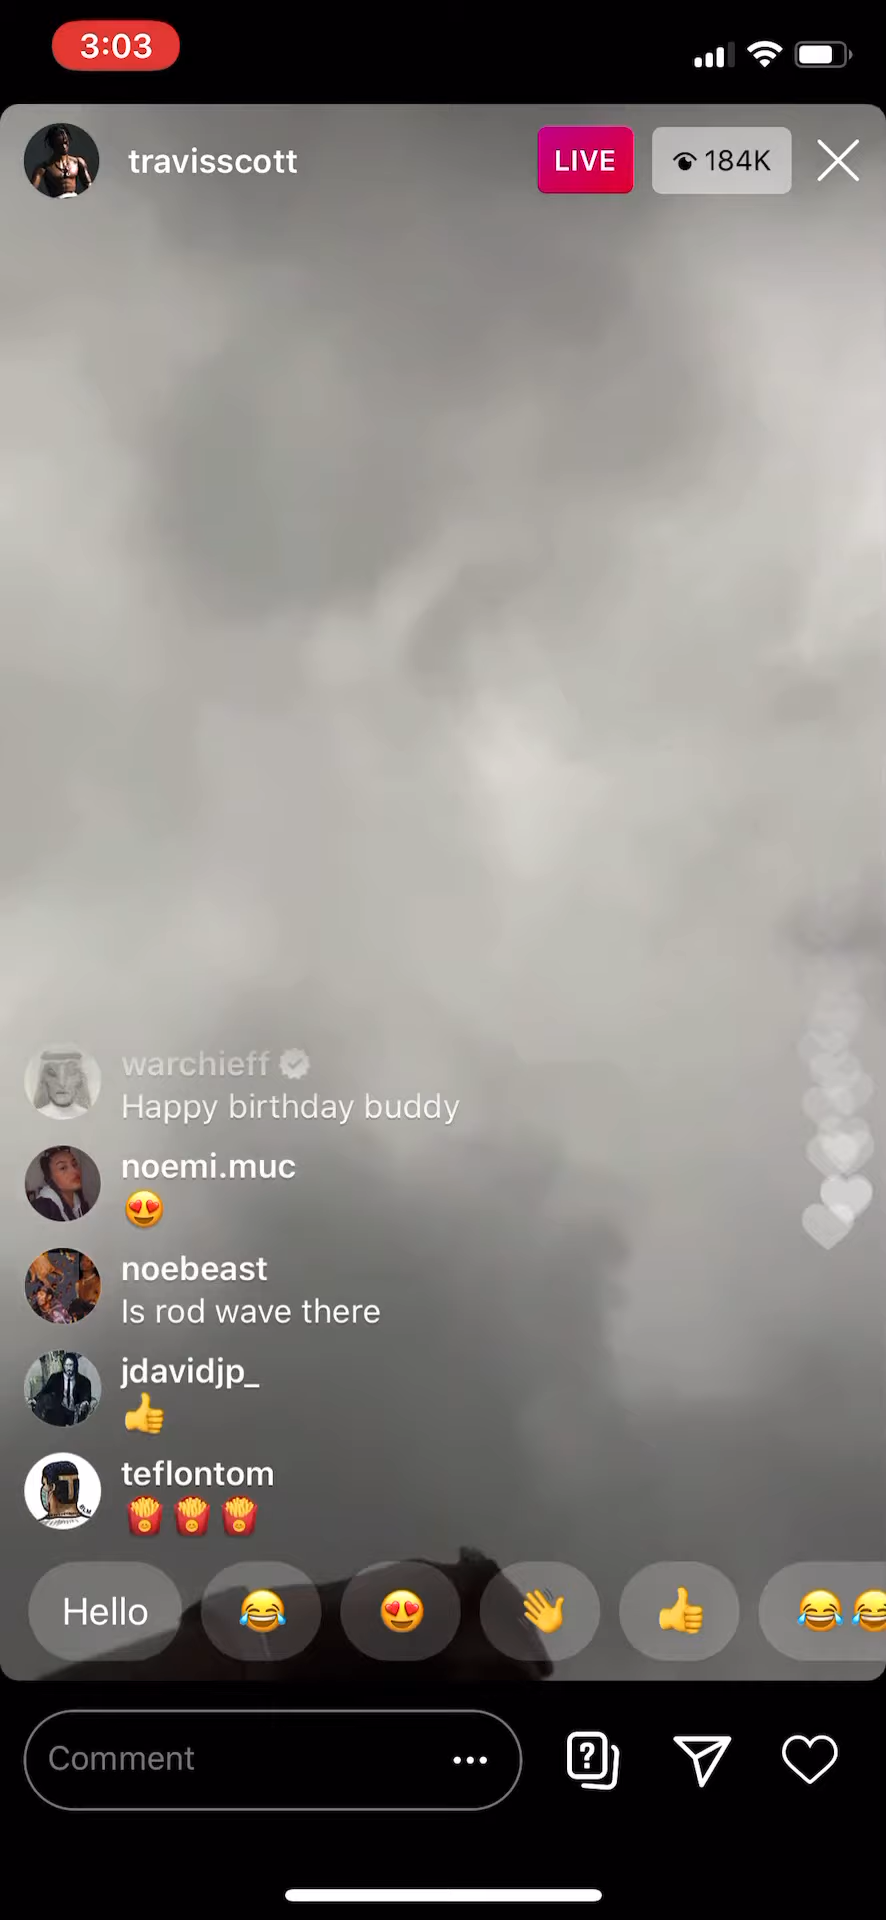 3:03
travisscott
LIVE
184K
warchieff
Happy birthday buddy
noemi.muc
😍
noebeast
Is rod wave there
jdavidjp_
👍
teflontom
🍟🍟🍟
Hello 😂 😍 👋 👍 😂😂
Comment